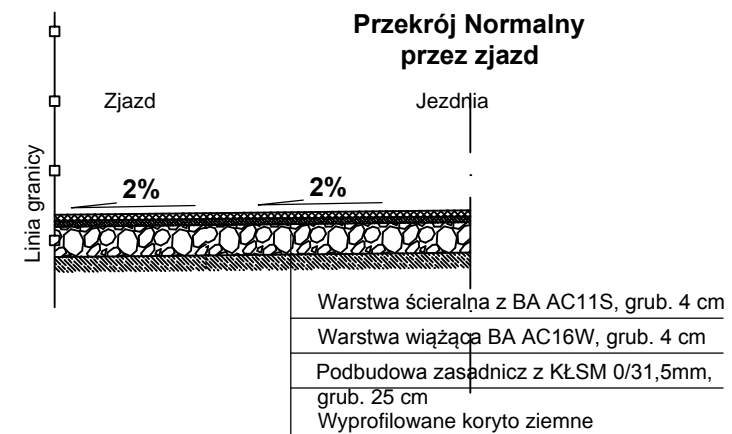 Przekrój Normalny
przez zjazd
Zjazd
Jezdnia
Linia granicy
2%
2%
Warstwa ścieralna z BA AC11S, grub. 4 cm
Warstwa wiążąca BA AC16W, grub. 4 cm
Podbudowa zasadnicz z KŁSM 0/31,5mm,
grub. 25 cm
Wyprofilowane koryto ziemne